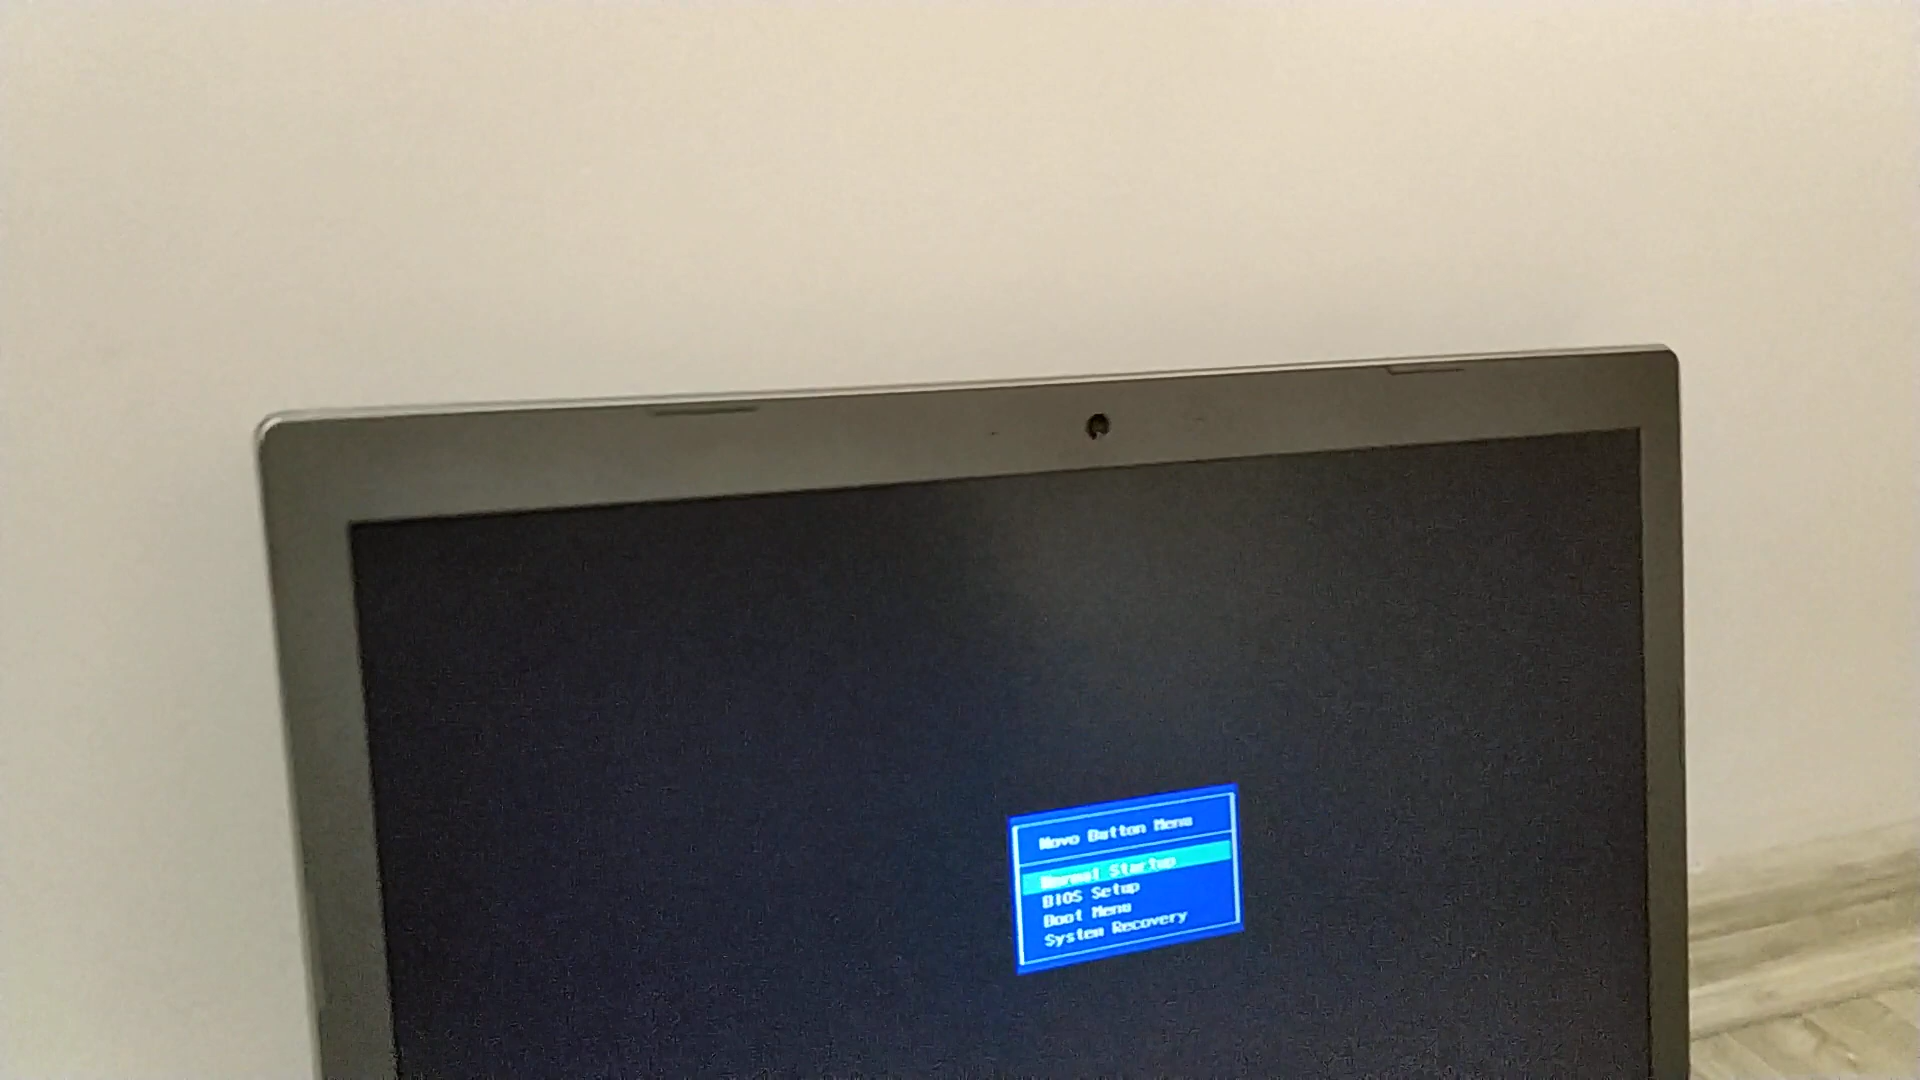 Novo Button Menu
Normal Startup
BIOS Setup
Boot Menu
System Recovery